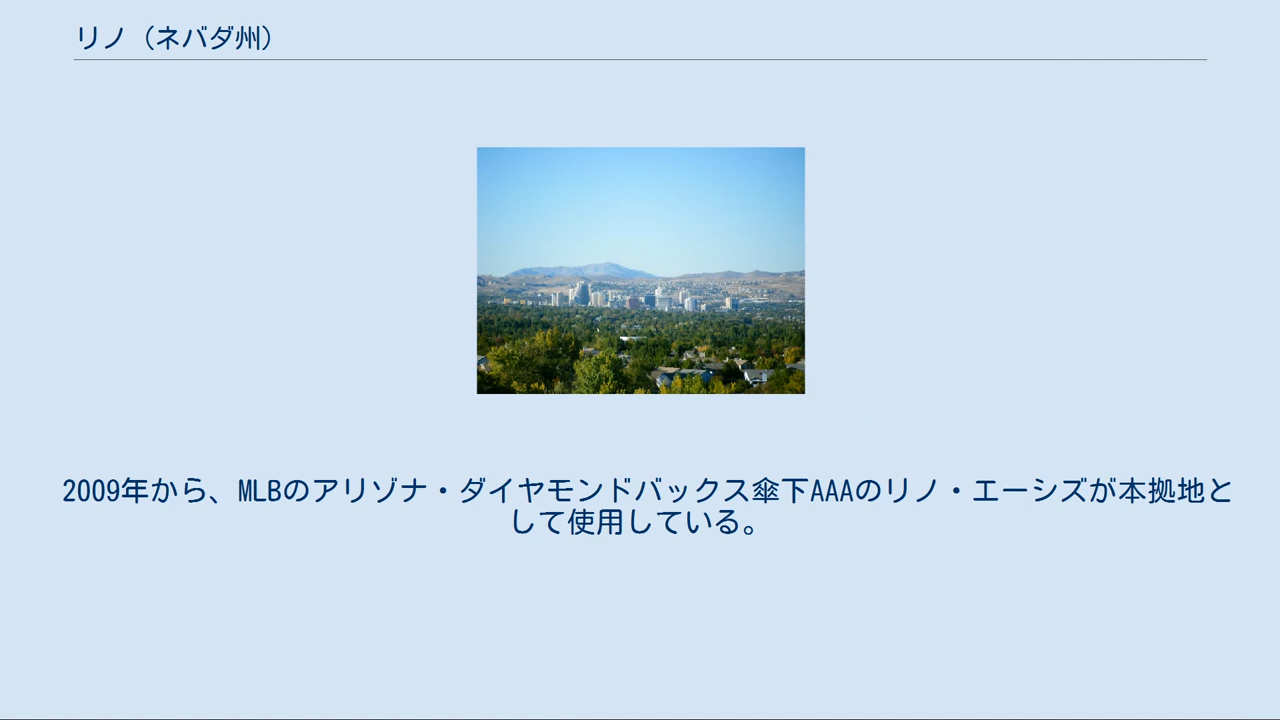 リノ（ネバダ州）
2009年から、MLBのアリゾナ・ダイヤモンドバックス傘下AAAのリノ・エーシズが本拠地と
して使用している。